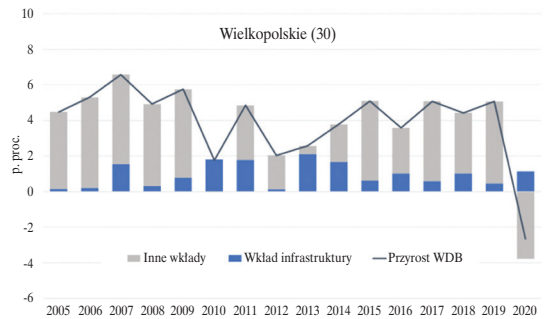 Wielkopolskie (30)
p. proc.
10
8
6
4
2
0
-2
-4
-6
Inne wkłady Wkład infrastruktury Przyrost WDB
2005 2006 2007 2008 2009 2010 2011 2012 2013 2014 2015 2016 2017 2018 2019 2020